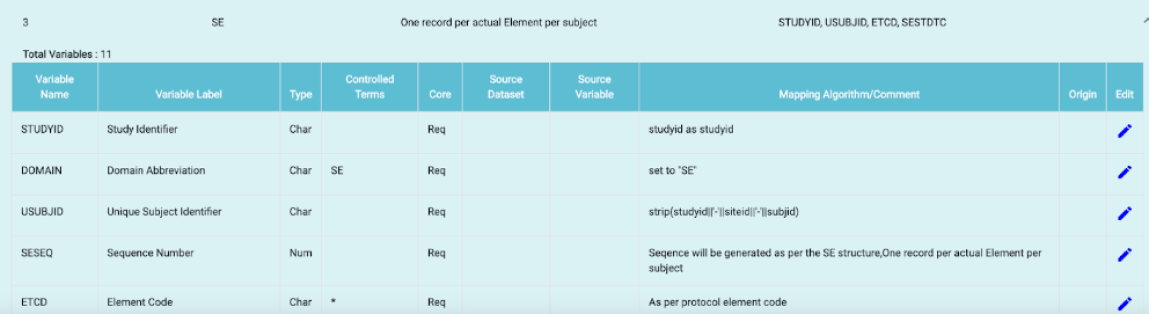 3 SE One record per actual Element per subject STUDYID, USUBJID, ETCD, SESTDTC
Total Variables : 11
Variable Name Variable Label Type Controlled Terms Core Source Dataset Source Variable Mapping Algorithm/Comment Origin Edit
STUDYID Study Identifier Char Req studyid as studyid
DOMAIN Domain Abbreviation Char SE Req set to "SE"
USUBJID Unique Subject Identifier Char Req strip(studyid||'-'||siteid||'-'||subjid)
SESEQ Sequence Number Num Req Seqence will be generated as per the SE structure,One record per actual Element per
subject
ETCD Element Code Char * Req As per protocol element code